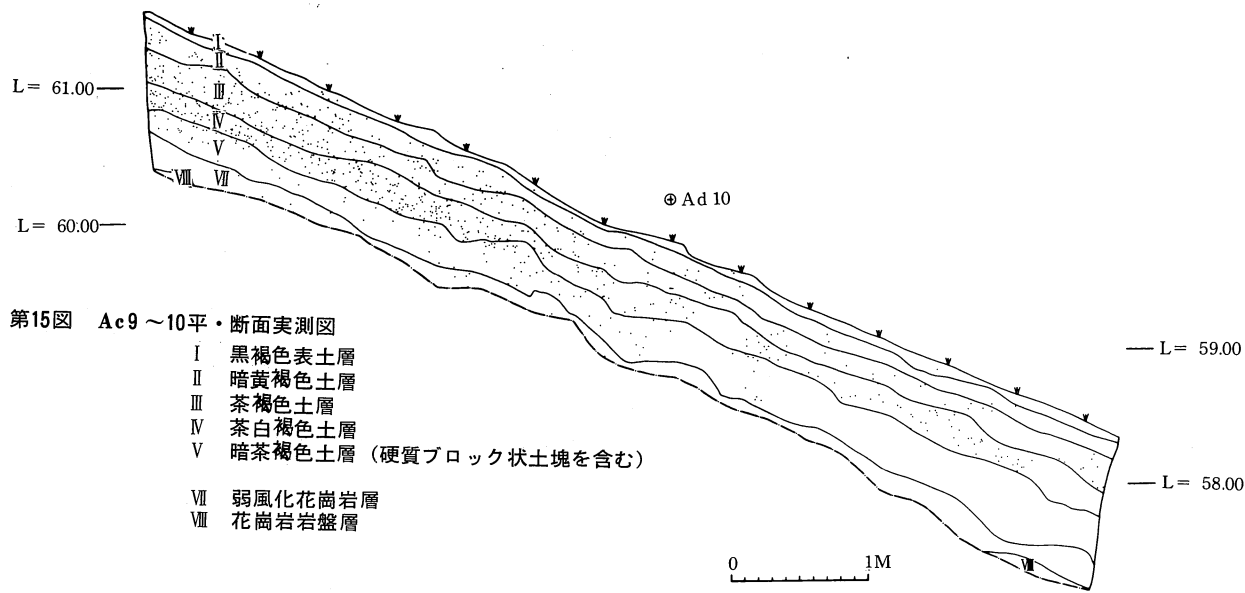 I
II
L= 61.00
III
IV
V
VIII VII
⊕ Ad 10
L= 60.00
第15図 Ac9～10平・断面実測図
I 黒褐色表土層
L= 59.00
II 暗黄褐色土層
III 茶褐色土層
IV 茶白褐色土層
V 暗茶褐色土層(硬質ブロック状土塊を含む)
L= 58.00
VII 弱風化花崗岩層
VIII 花崗岩岩盤層
0 1M
VIII